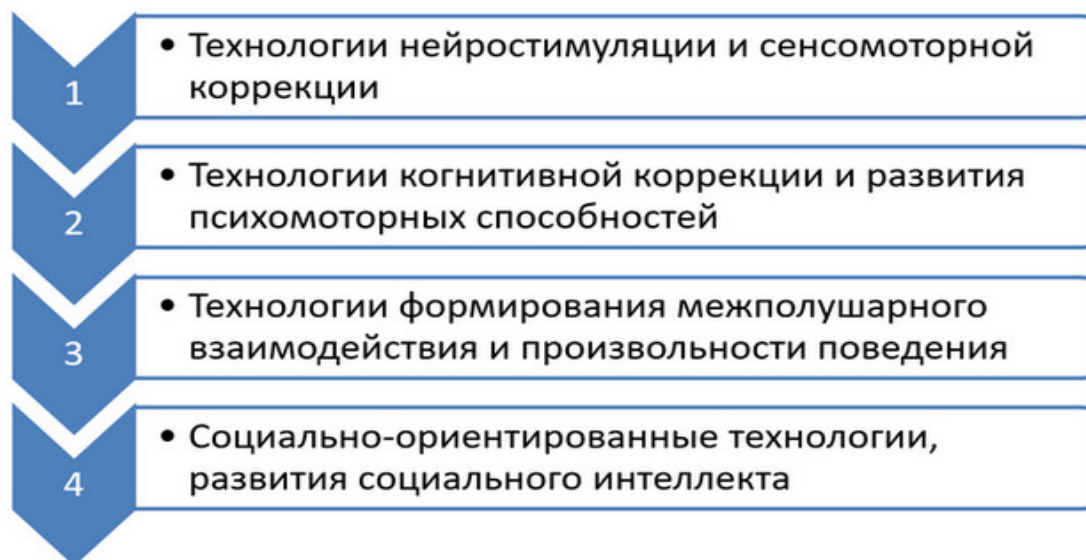 1
• Технологии нейростимуляции и сенсомоторной
коррекции
2
• Технологии когнитивной коррекции и развития
психомоторных способностей
3
• Технологии формирования межполушарного
взаимодействия и произвольности поведения
4
• Социально-ориентированные технологии,
развития социального интеллекта